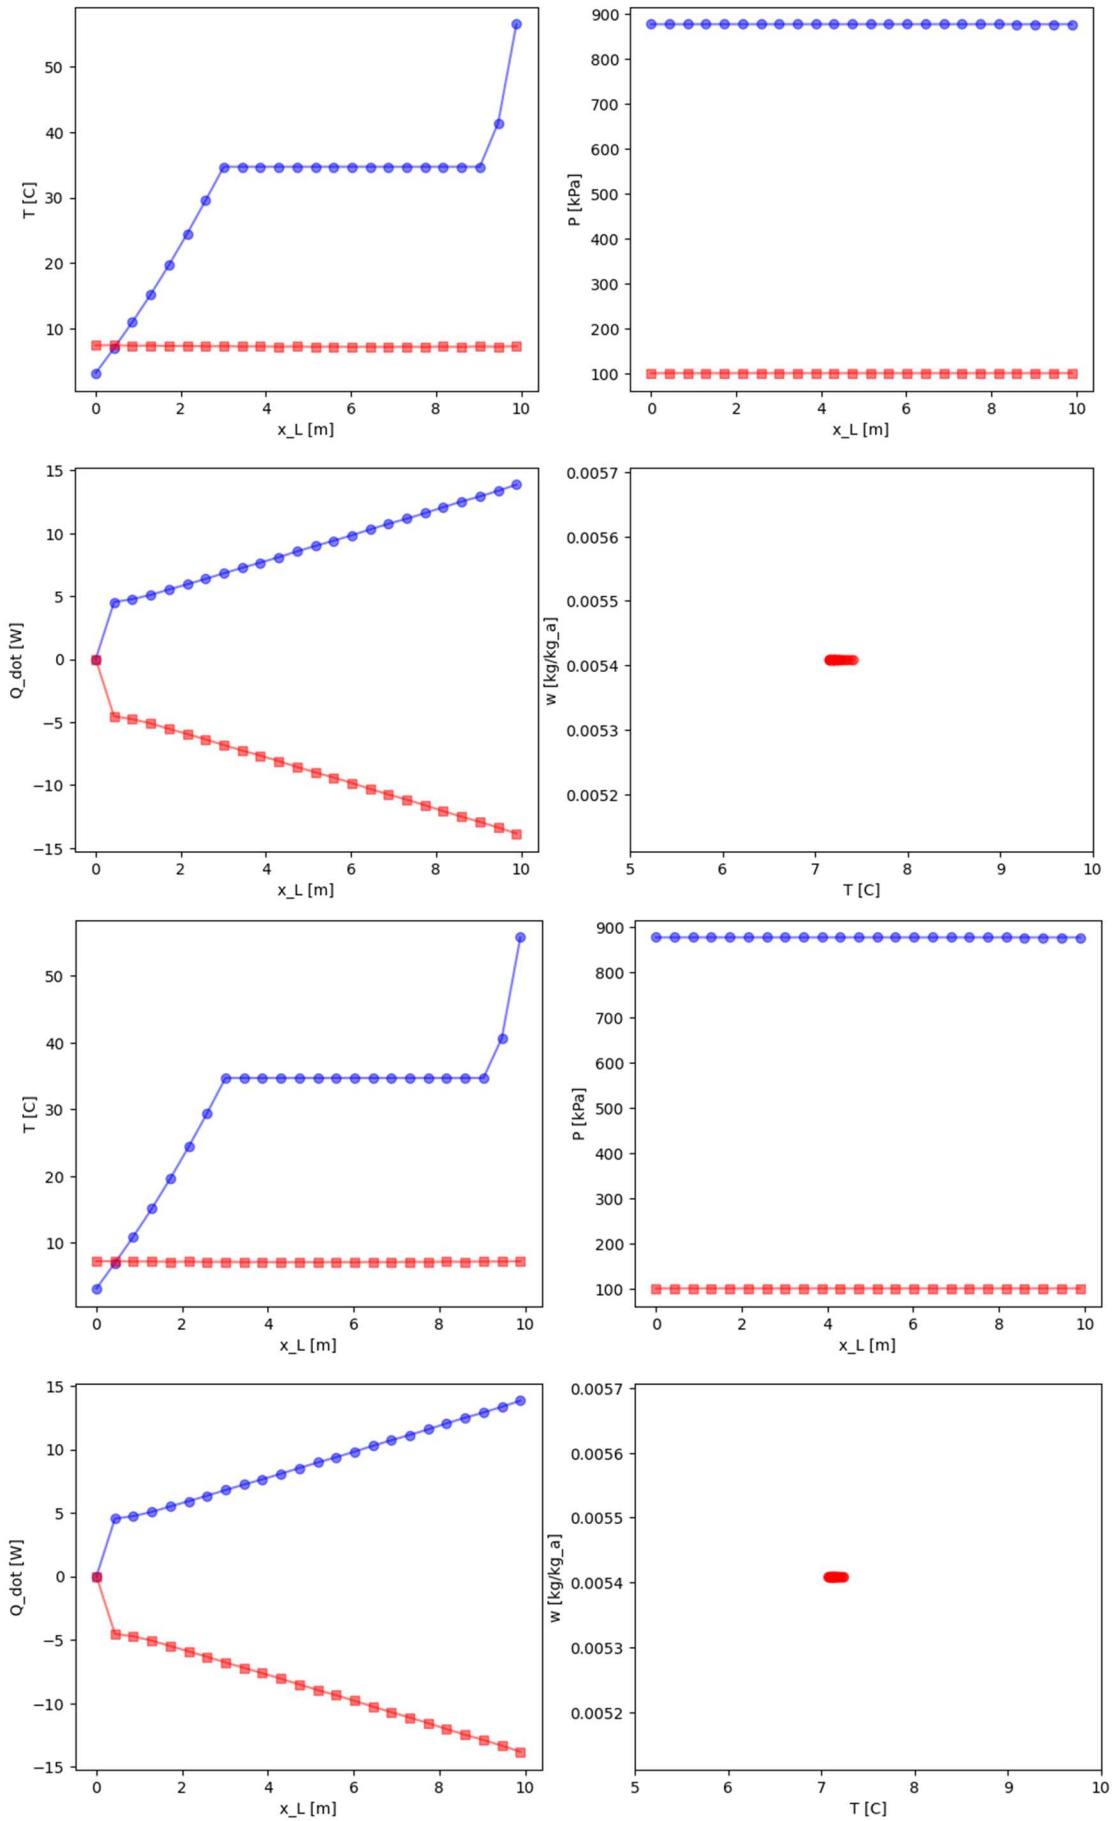 50
40
30
20
10
T [C]
0 2 4 6 8 10
x_L [m]
900
800
700
600
500
400
300
200
100
P [kPa]
0 2 4 6 8 10
x_L [m]
15
10
5
0
−5
−10
−15
Q_dot [W]
0 2 4 6 8 10
x_L [m]
0.0057
0.0056
0.0055
0.0054
0.0053
0.0052
w [kg/kg_a]
5 6 7 8 9 10
T [C]
50
40
30
20
10
T [C]
0 2 4 6 8 10
x_L [m]
900
800
700
600
500
400
300
200
100
P [kPa]
0 2 4 6 8 10
x_L [m]
15
10
5
0
−5
−10
−15
Q_dot [W]
0 2 4 6 8 10
x_L [m]
0.0057
0.0056
0.0055
0.0054
0.0053
0.0052
w [kg/kg_a]
5 6 7 8 9 10
T [C]